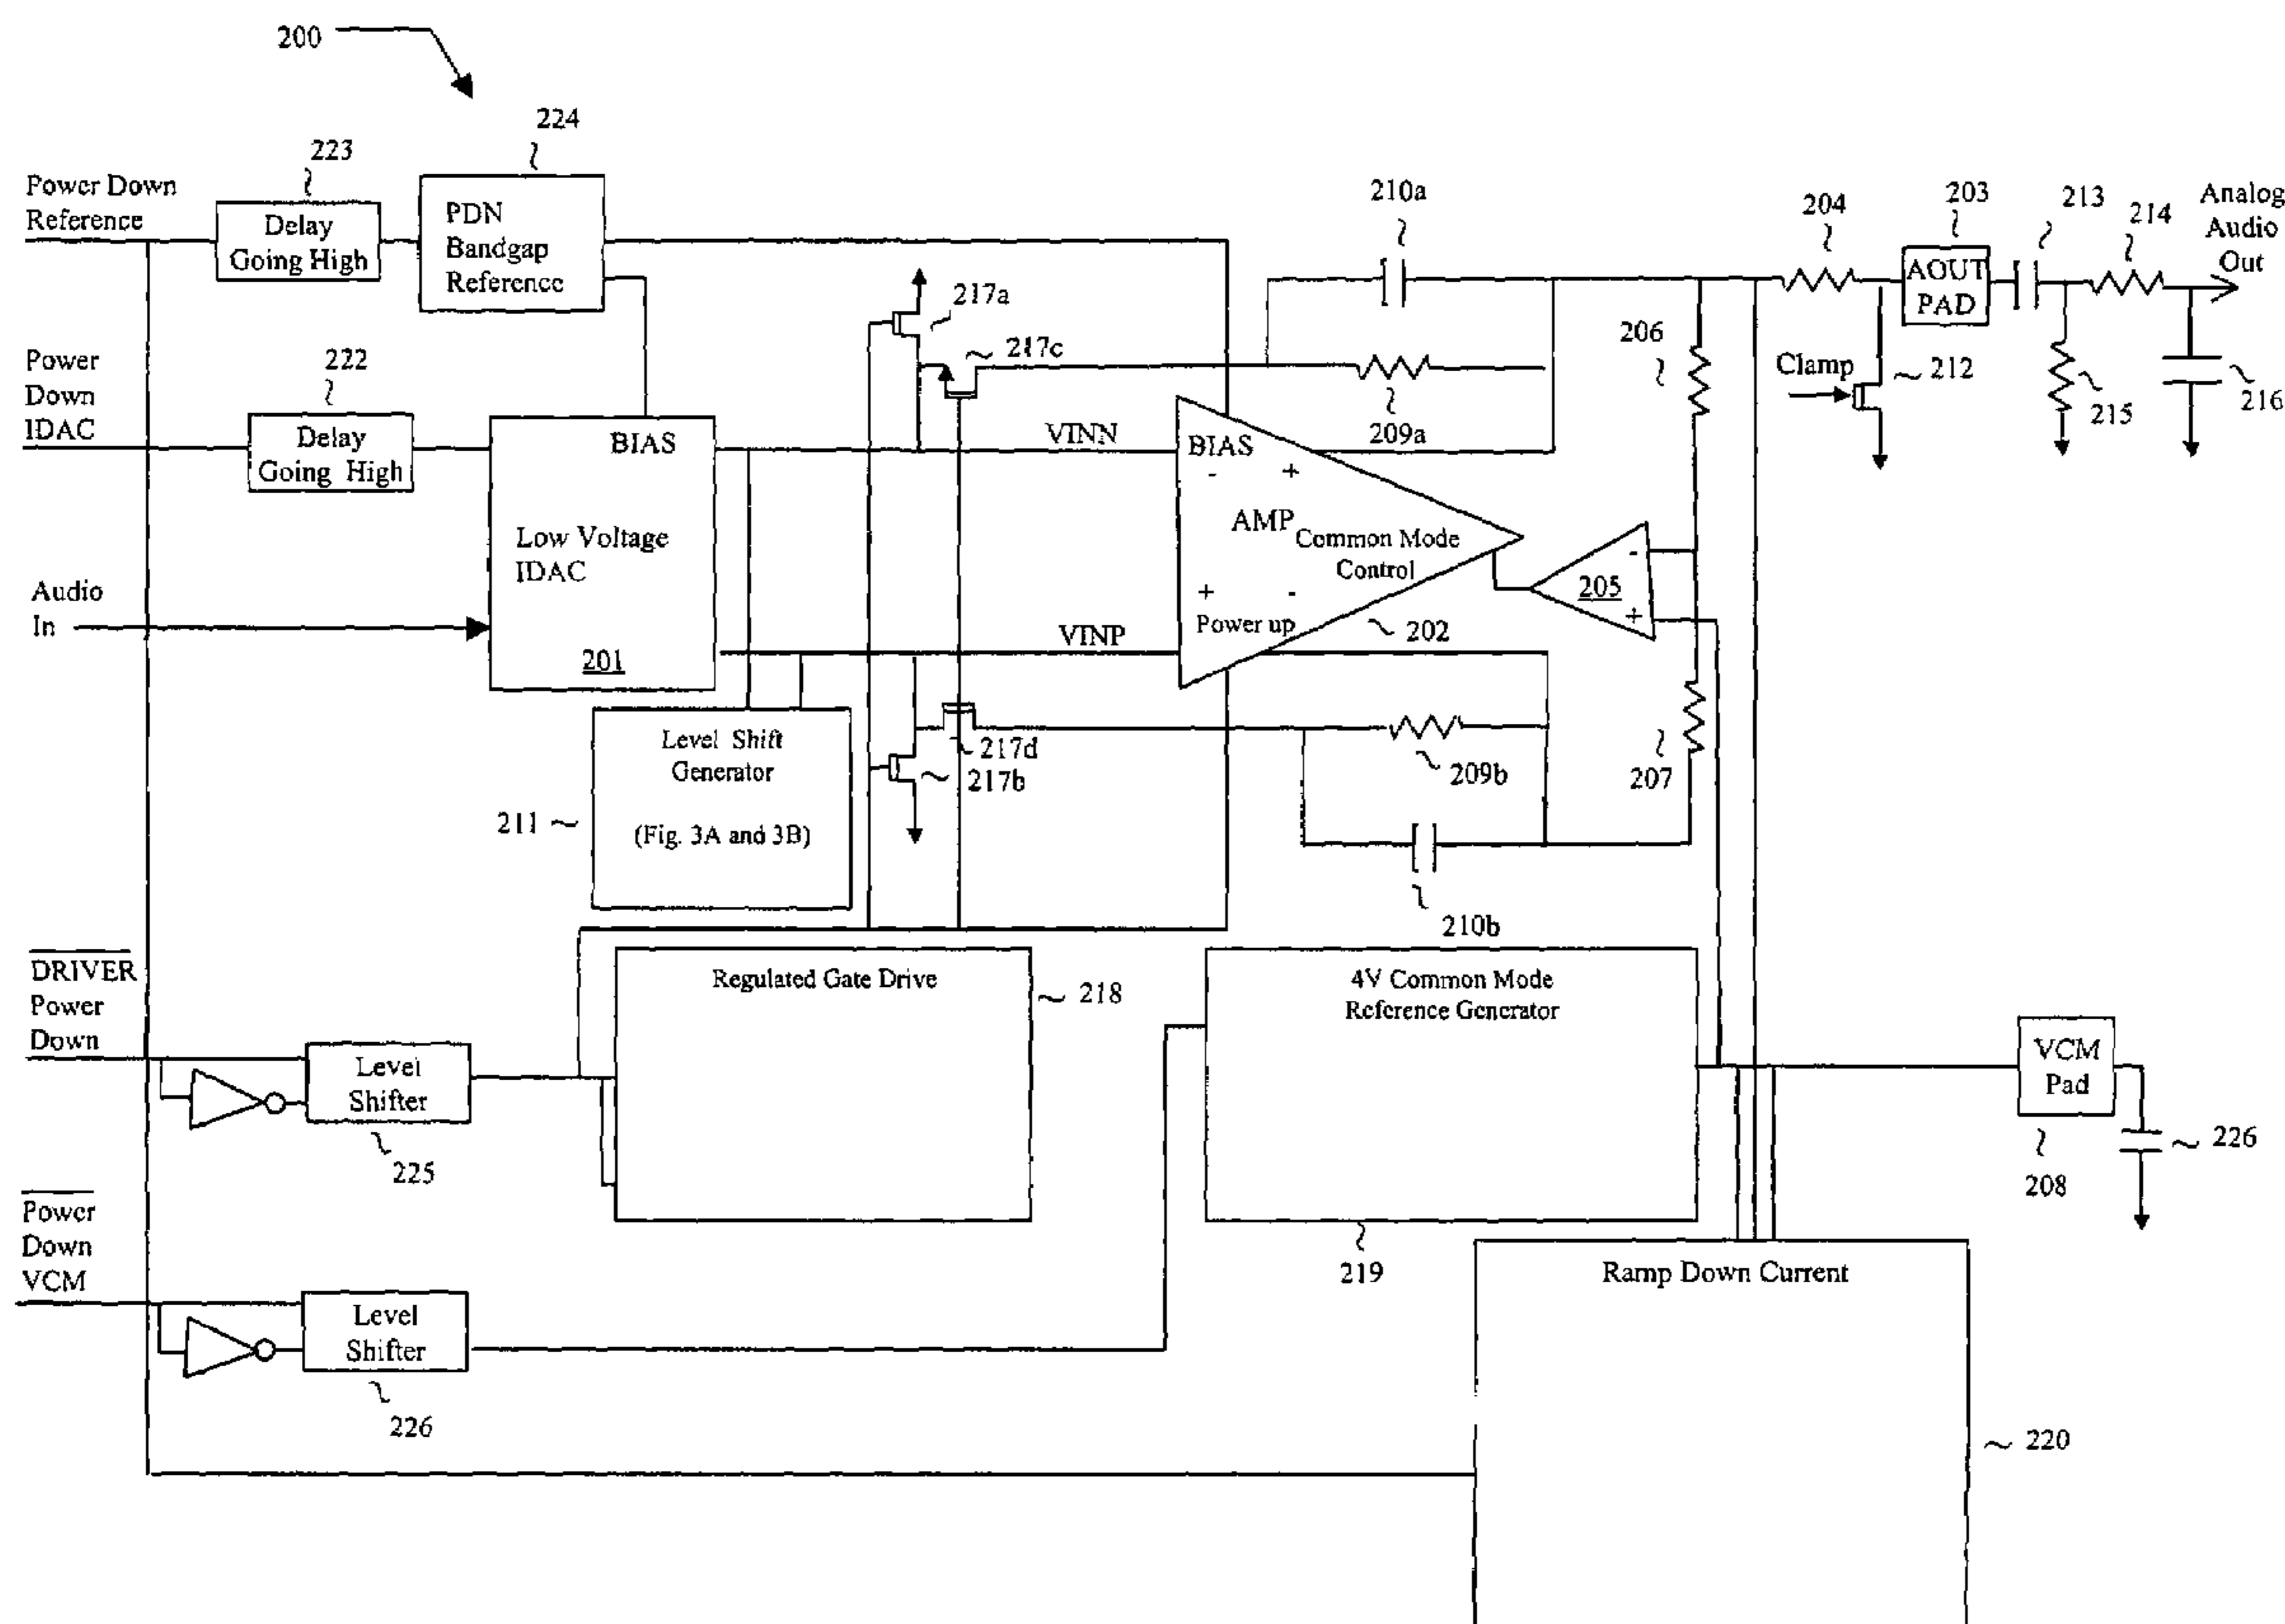 200
224
223
Power Down
Reference
Delay
Going High
PDN
Bandgap
Reference
210a
204
203
213
214
Analog
Audio
Out
AOUT
PAD
217a
217c
206
Clamp
212
215
216
Power
Down
IDAC
222
Delay
Going High
BIAS
Low Voltage
IDAC
201
VINN
209a
BIAS
-
+
AMP
Common Mode
Control
+
-
Power up
202
-
205
+
Audio
In
VINP
Level Shift
Generator
(Fig. 3A and 3B)
211
217d
217b
209b
207
210b
DRIVER
Power
Down
Level
Shifter
225
Regulated Gate Drive
218
4V Common Mode
Reference Generator
219
VCM
Pad
208
226
Power
Down
VCM
Level
Shifter
226
Ramp Down Current
220